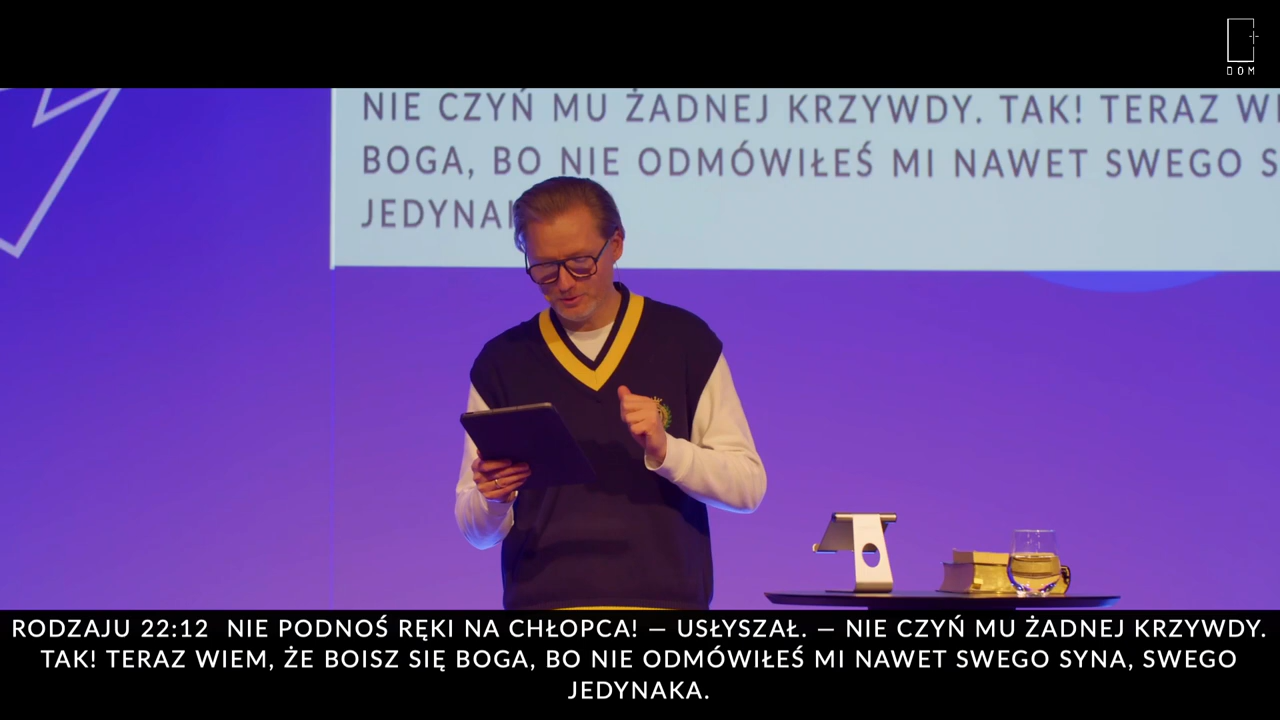 DOM
NIE CZYŃ MU ŻADNEJ KRZYWDY. TAK! TERAZ
BOGA, BO NIE ODMÓWIŁEŚ MI NAWET SWEGO
RODZAJU 22:12 NIE PODNOŚ RĘKI NA CHŁOPCA! — USŁYSZAŁ. — NIE CZYŃ MU ŻADNEJ KRZYWDY.
TAK! TERAZ WIEM, ŻE BOISZ SIĘ BOGA, BO NIE ODMÓWIŁEŚ MI NAWET SWEGO SYNA, SWEGO
JEDYNAKA.